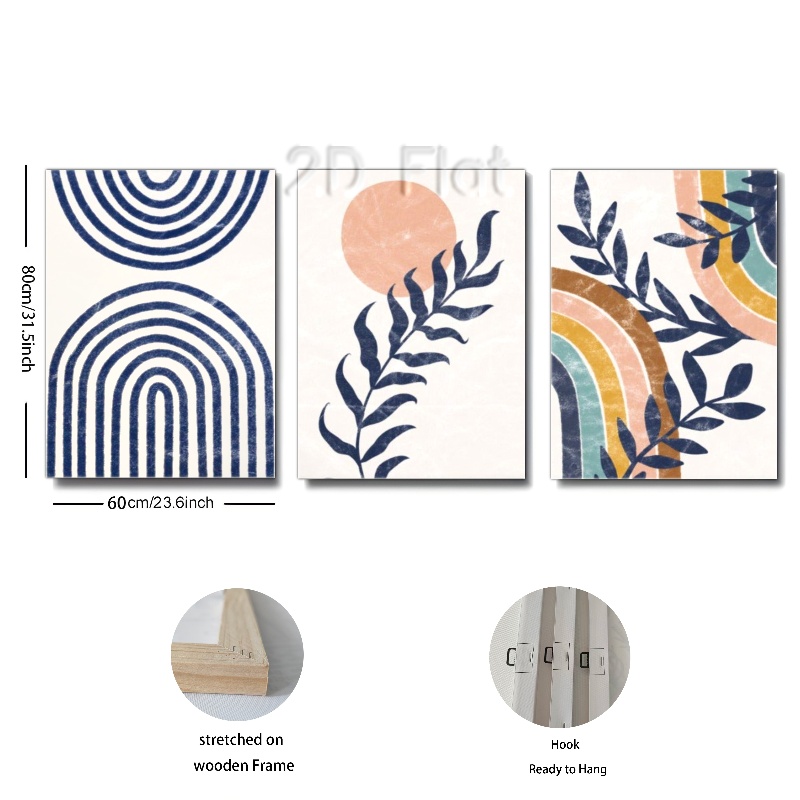 2D Flat
80cm/31.5inch
60cm/23.6inch
stretched on
wooden Frame
Hook
Ready to Hang